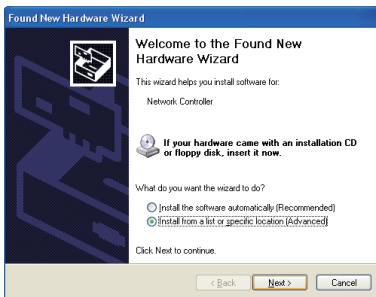 Found New Hardware Wizard
Welcome to the Found New
Hardware Wizard
This wizard helps you install software for:
Network Controller
If your hardware came with an installation CD
or floppy disk, insert it now.
What do you want the wizard to do?
Install the software automatically (Recommended)
Install from a list or specific location (Advanced)
Click Next to continue.
< Back Next > Cancel